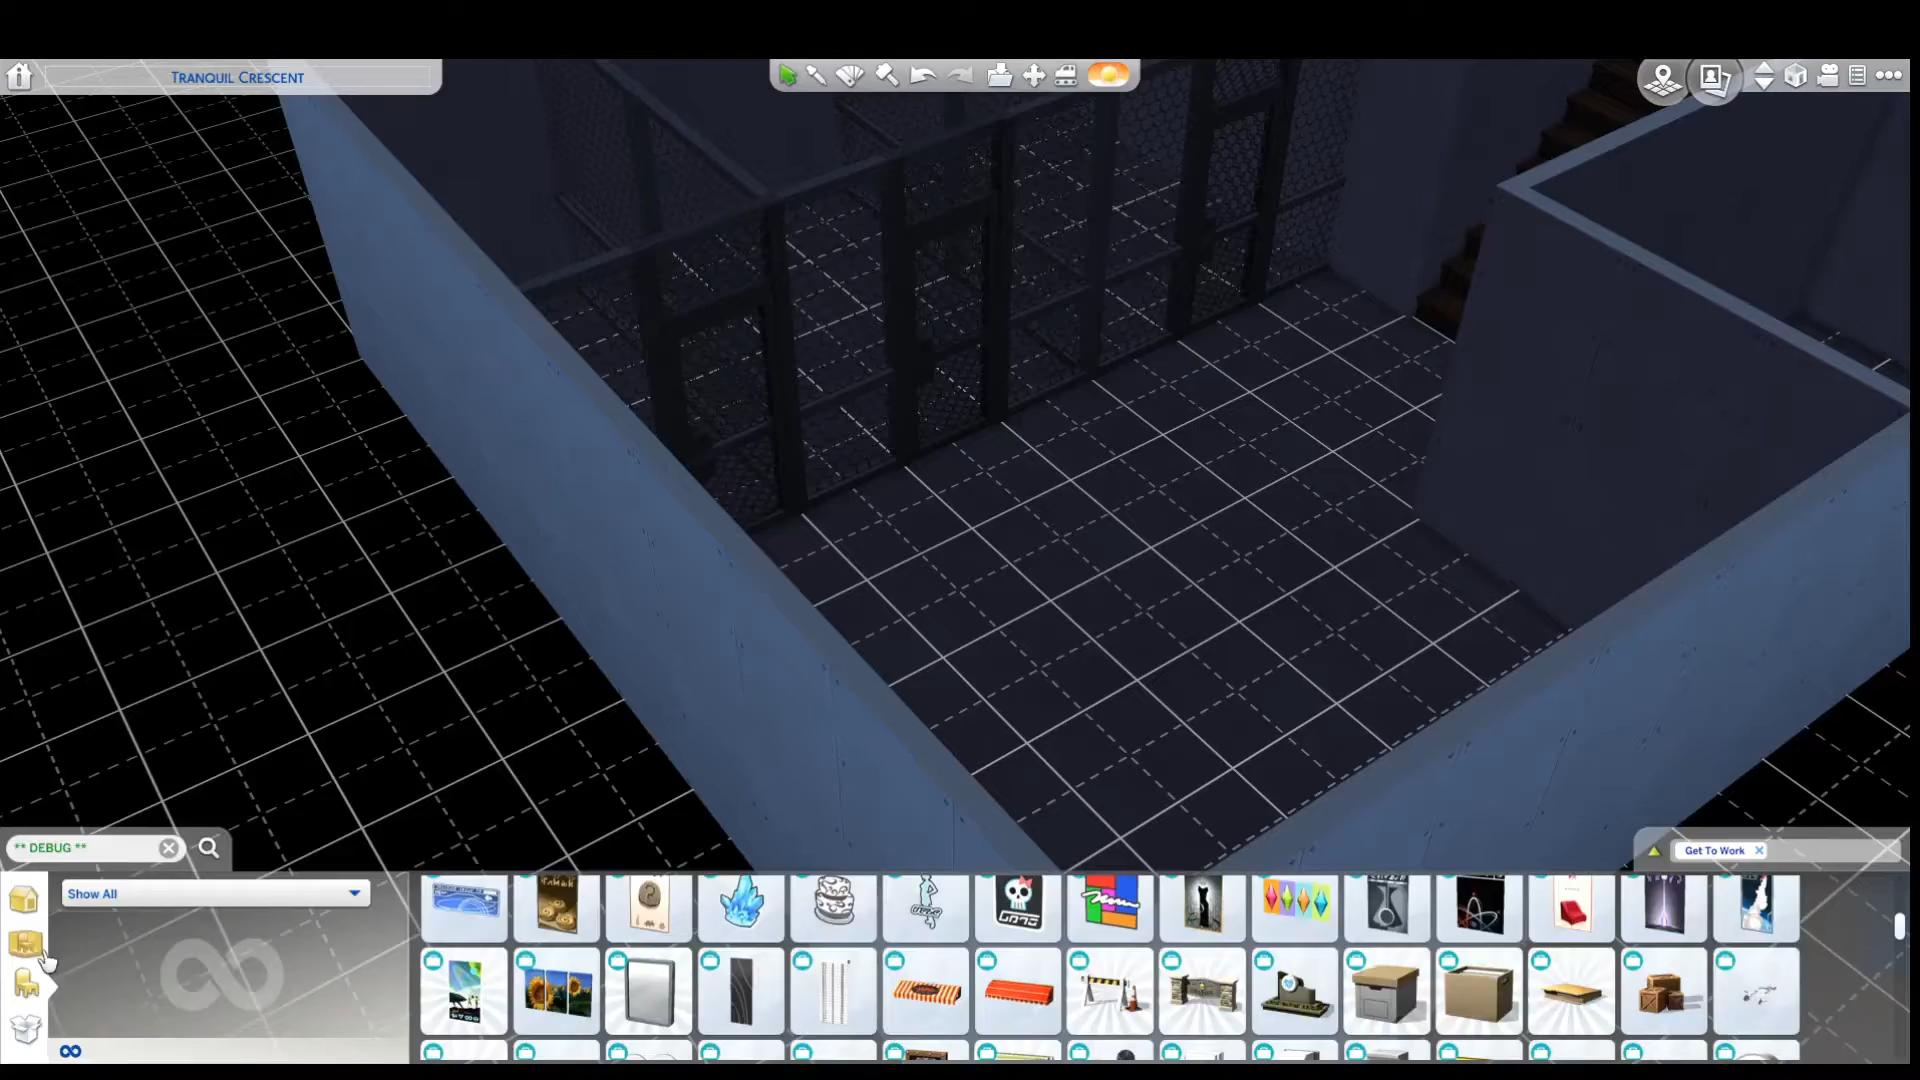 TRANQUIL CRESCENT
** DEBUG **
Get To Work
Show All